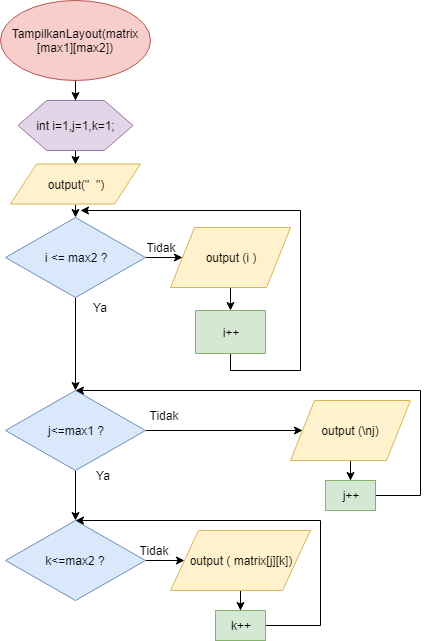 TampilkanLayout(matrix
[max1][max2])
int i=1,j=1,k=1;
output("  ")
i <= max2 ?
Tidak
output (i )
i++
Ya
j<=max1 ?
Tidak
output (\nj)
j++
Ya
k<=max2 ?
Tidak
output ( matrix[j][k])
k++